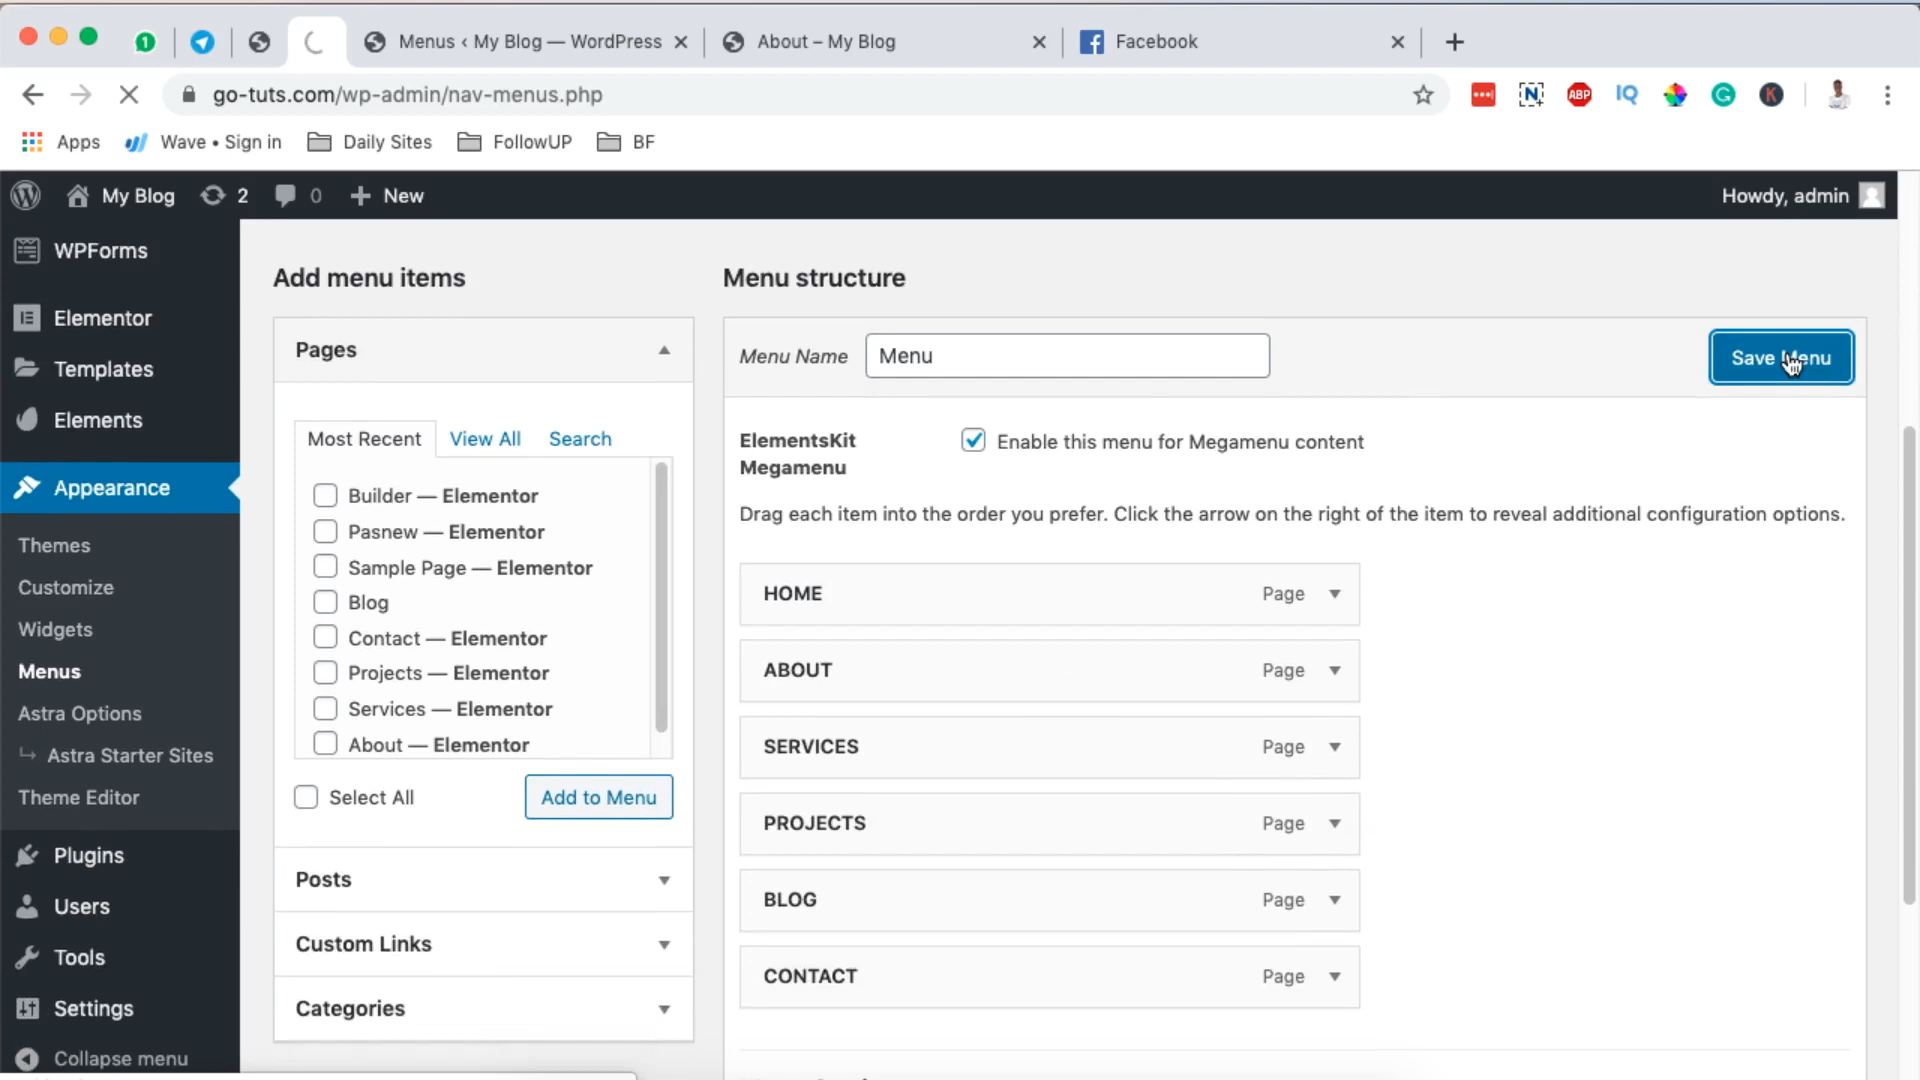 1
Menus ‹ My Blog — WordPress
About – My Blog
Facebook
go-tuts.com/wp-admin/nav-menus.php
N
ABP
IQ
G
K
Apps
Wave • Sign in
Daily Sites
FollowUP
BF
My Blog
2
0
New
Howdy, admin
WPForms
Elementor
Templates
Elements
Appearance
Themes
Customize
Widgets
Menus
Astra Options
Astra Starter Sites
Theme Editor
Plugins
Users
Tools
Settings
Collapse menu
Add menu items
Pages
Most Recent
View All
Search
Builder — Elementor
Pasnew — Elementor
Sample Page — Elementor
Blog
Contact — Elementor
Projects — Elementor
Services — Elementor
About — Elementor
Select All
Add to Menu
Posts
Custom Links
Categories
Menu structure
Menu Name
Menu
Save Menu
ElementsKit
Megamenu
Enable this menu for Megamenu content
Drag each item into the order you prefer. Click the arrow on the right of the item to reveal additional configuration options.
HOME Page
ABOUT Page
SERVICES Page
PROJECTS Page
BLOG Page
CONTACT Page